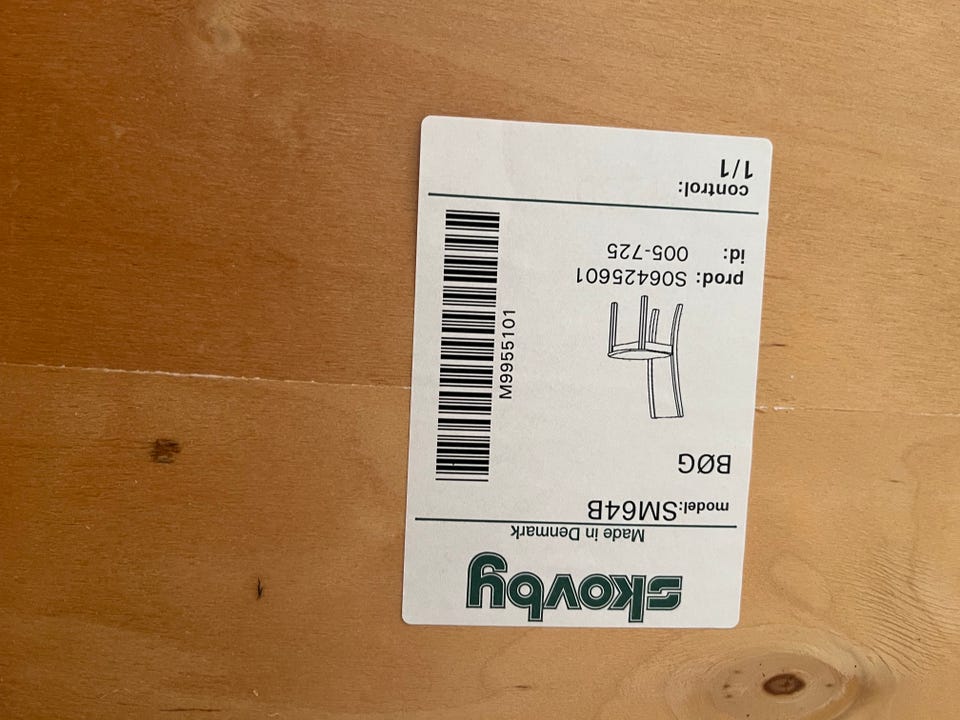 skovby
Made in Denmark
model:SM64B
BØG
M9955101
prod: S06425601
id: 005-725
control:
1/1